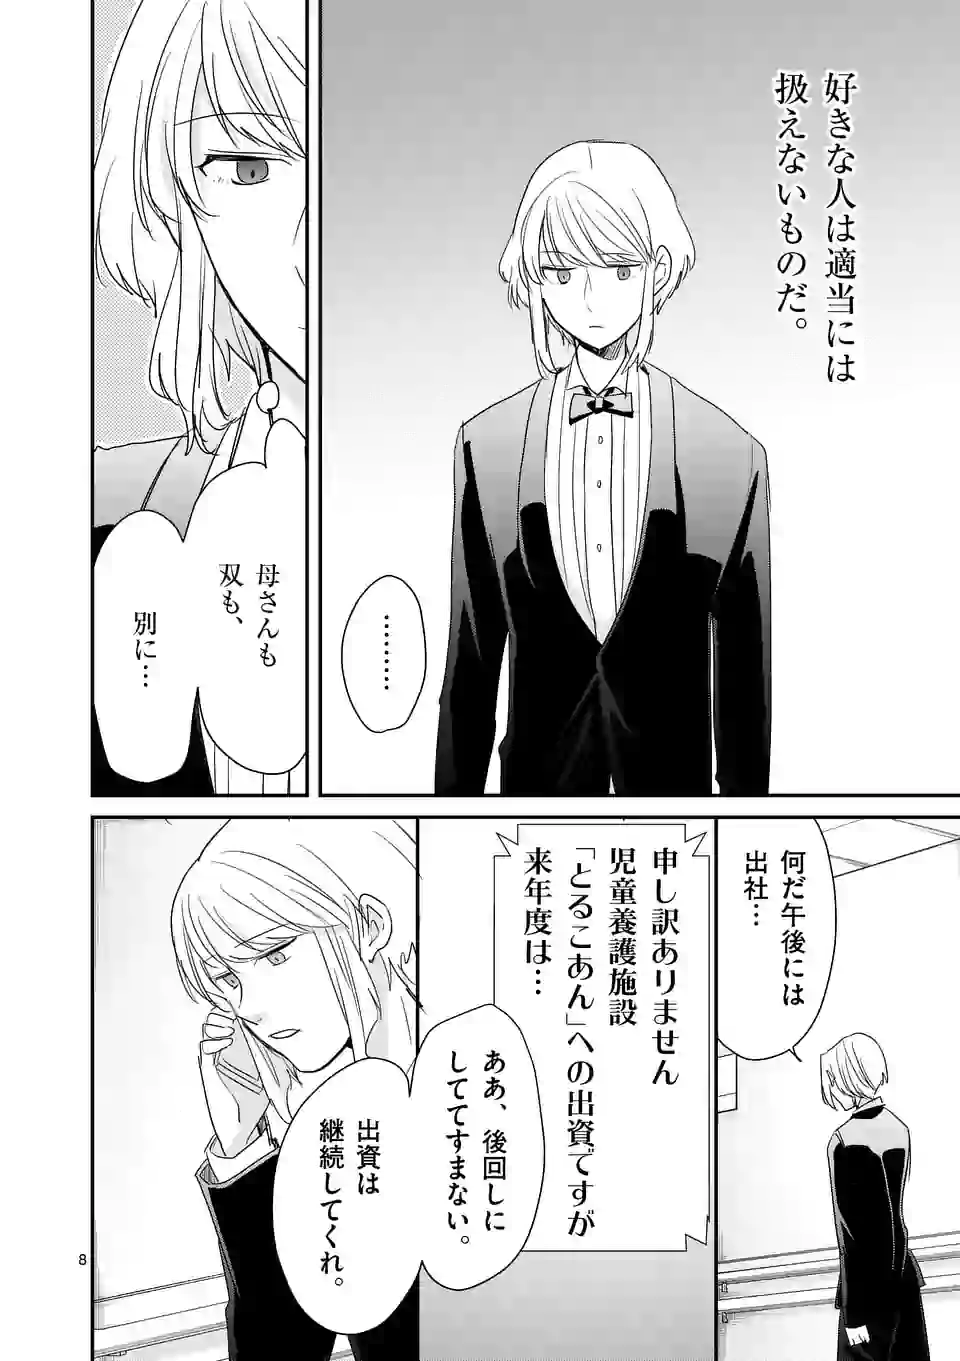 好きな人は適当には
扱えないものだ。
………
母さんも
双も、
別に…
何だ午後には
出社…
申し訳ありません
児童養護施設
「とるこあん」への出資ですが
来年度は…
ああ、後回しに
しててすまない。
出資は
継続してくれ。
8